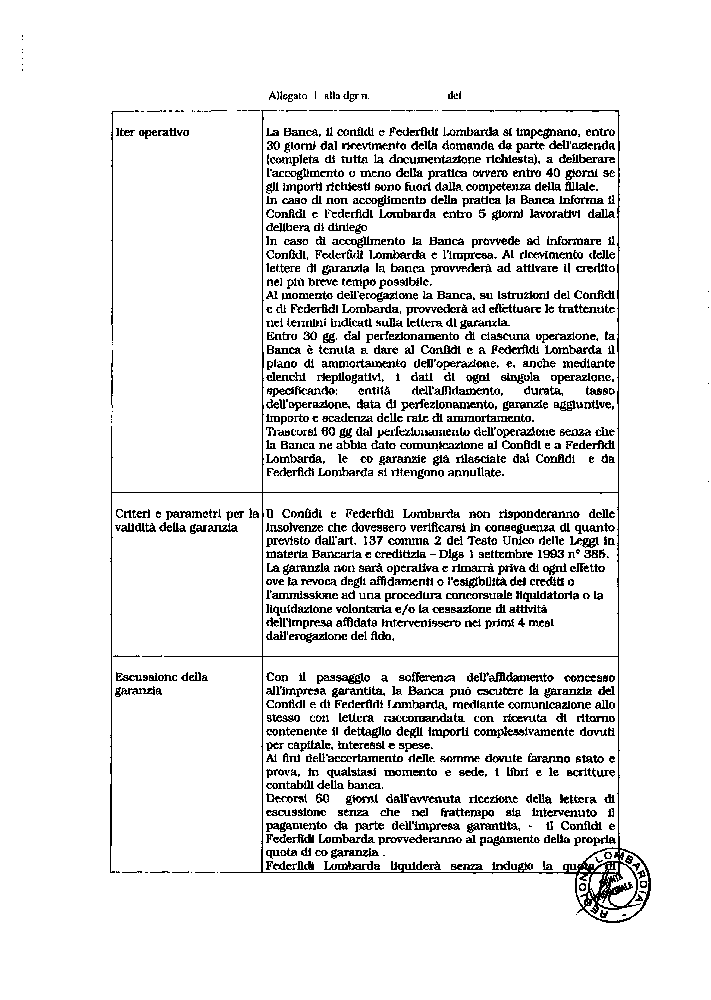 Allegato 1 alla dgr n. del
Iter operativo
La Banca, il confidi e Federfidi Lombarda si impegnano, entro
30 giorni dal ricevimento della domanda da parte dell'azienda
(completa di tutta la documentazione richiesta), a deliberare
l'accoglimento o meno della pratica ovvero entro 40 giorni se
gli importi richiesti sono fuori dalla competenza della filiale.
In caso di non accoglimento della pratica la Banca informa il
Confidi e Federfidi Lombarda entro 5 giorni lavorativi dalla
delibera di diniego
In caso di accoglimento la Banca provvede ad informare il
Confidi, Federfidi Lombarda e l'impresa. Al ricevimento delle
lettere di garanzia la banca provvederà ad attivare il credito
nel più breve tempo possibile.
Al momento dell'erogazione la Banca, su istruzioni del Confidi
e di Federfidi Lombarda, provvederà ad effettuare le trattenute
nei termini indicati sulla lettera di garanzia.
Entro 30 gg. dal perfezionamento di ciascuna operazione, la
Banca è tenuta a dare al Confidi e a Federfidi Lombarda il
piano di ammortamento dell'operazione, e, anche mediante
elenchi riepilogativi, i dati di ogni singola operazione,
specificando: entità dell'affidamento, durata, tasso
dell'operazione, data di perfezionamento, garanzie aggiuntive,
importo e scadenza delle rate di ammortamento.
Trascorsi 60 gg dal perfezionamento dell'operazione senza che
la Banca ne abbia dato comunicazione al Confidi e a Federfidi
Lombarda, le co garanzie già rilasciate dal Confidi e da
Federfidi Lombarda si ritengono annullate.
Criteri e parametri per la
validità della garanzia
Il Confidi e Federfidi Lombarda non risponderanno delle
insolvenze che dovessero verificarsi in conseguenza di quanto
previsto dall'art. 137 comma 2 del Testo Unico delle Leggi in
materia Bancaria e creditizia – Dlgs 1 settembre 1993 n° 385.
La garanzia non sarà operativa e rimarrà priva di ogni effetto
ove la revoca degli affidamenti o l'esigibilità dei crediti o
l'ammissione ad una procedura concorsuale liquidatoria o la
liquidazione volontaria e/o la cessazione di attività
dell'impresa affidata intervenissero nei primi 4 mesi
dall'erogazione del fido.
Escussione della
garanzia
Con il passaggio a sofferenza dell'affidamento concesso
all'impresa garantita, la Banca può escutere la garanzia del
Confidi e di Federfidi Lombarda, mediante comunicazione allo
stesso con lettera raccomandata con ricevuta di ritorno
contenente il dettaglio degli importi complessivamente dovuti
per capitale, interessi e spese.
Ai fini dell'accertamento delle somme dovute faranno stato e
prova, in qualsiasi momento e sede, i libri e le scritture
contabili della banca.
Decorsi 60 giorni dall'avvenuta ricezione della lettera di
escussione senza che nel frattempo sia intervenuto il
pagamento da parte dell'impresa garantita, - il Confidi e
Federfidi Lombarda provvederanno al pagamento della propria
quota di co garanzia .
Federfidi Lombarda liquiderà senza indugio la quota di
REGIONE LOMBARDIA -
GIUNTA
REGIONALE